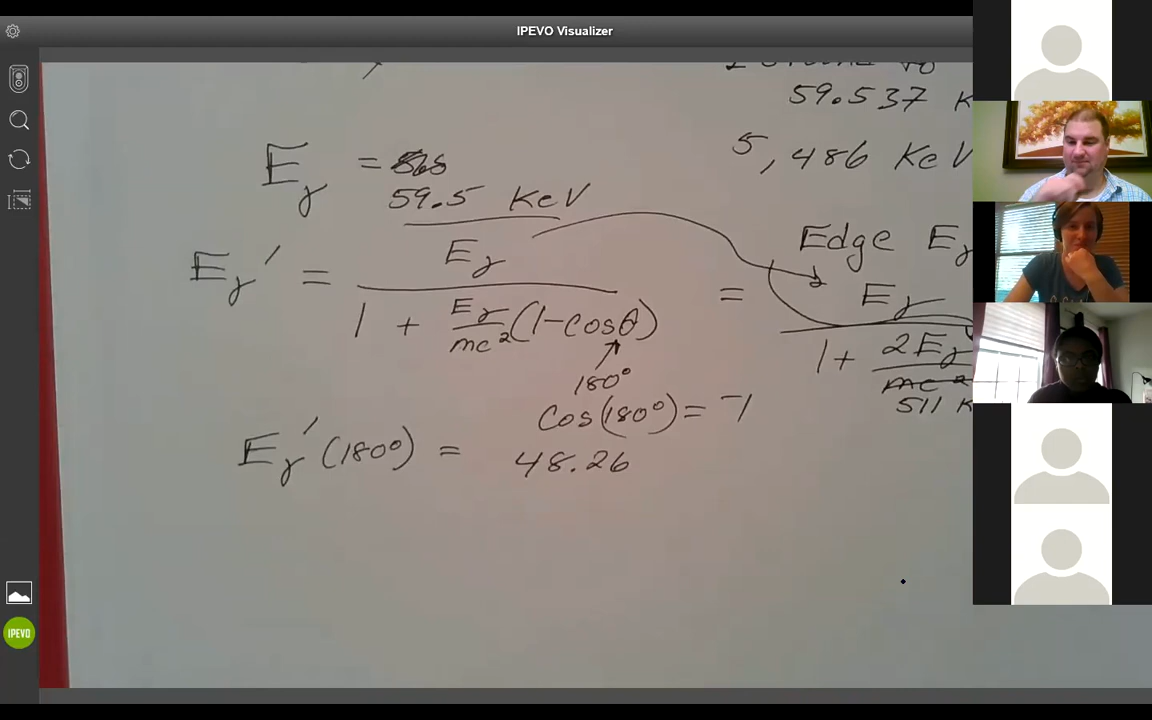 IPEVO Visualizer
59.537 K
5,486 KeV
Eγ =
59.5 KeV
Edge Eγ
Eγ' = Eγ / 1 + Eγ/mc² (1-cosθ) = Eγ / 1 + 2Eγ/mc²
511 K
180°
cos(180°) = -1
Eγ'(180°) = 48.26
IPEVO